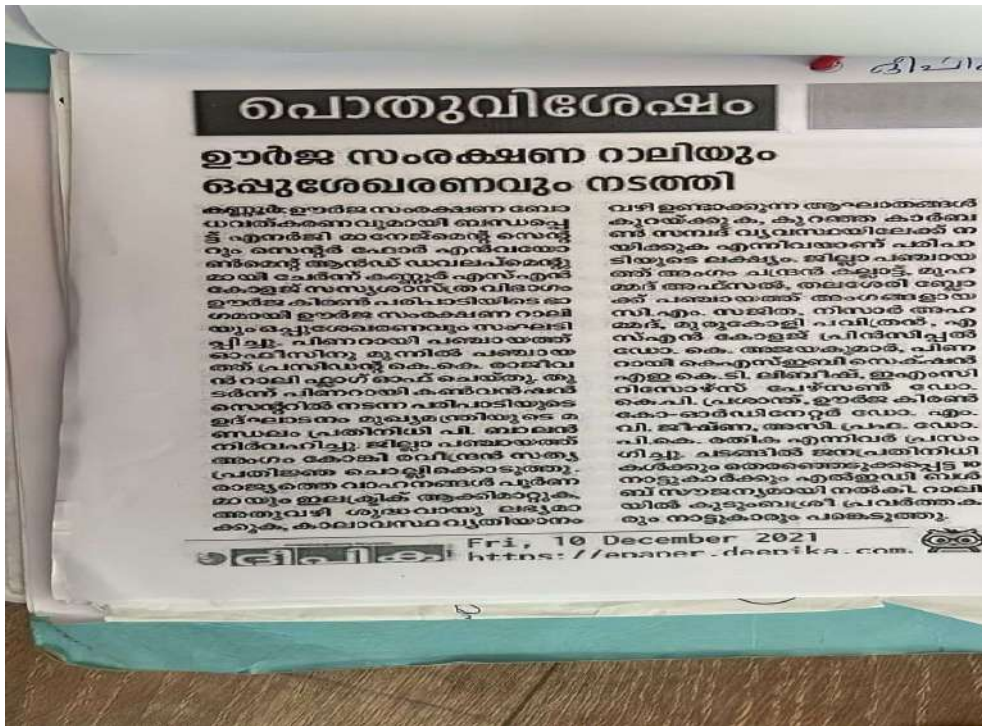 ദീപി
പൊതുവിശേഷം
ഊർജ സംരക്ഷണ റാലിയും
ഒപ്പുശേഖരണവും നടത്തി
കണ്ണൂർ: ഊർജ സംരക്ഷണ ബോ
ധവത്കരണവുമായി ബന്ധപ്പെ
ട്ട് എനർജി മാനേജ്മെന്റ് സെന്റ
റും സെന്റർ ഫോർ എൻവയോ
ൺമെന്റ് ആൻഡ് ഡവലപ്മെന്റു
മായി ചേർന്ന് കണ്ണൂർ എസ്എൻ
കോളജ് സസ്യശാസ്ത്ര വിഭാഗം
ഊർജ കിരൺ പരിപാടിയിടെ ഭാ
ഗമായി ഊർജ സംരക്ഷണ റാലി
യും ഒപ്പുശേഖരണവും സംഘടി
പ്പിച്ചു. പിണറായി പഞ്ചായത്ത്
ഓഫീസിനു മുന്നിൽ പഞ്ചായ
ത്ത് പ്രസിഡന്റ് കെ.കെ. രാജീവ
ൻ റാലി ഫ്ലാഗ് ഓഫ് ചെയ്തു. തു
ടർന്ന് പിണറായി കൺവൻഷൻ
സെന്ററിൽ നടന്ന പരിപാടിയുടെ
ഉദ്ഘാടനം മുഖ്യമന്ത്രിയുടെ മ
ണ്ഡലം പ്രതിനിധി പി. ബാലൻ
നിർവഹിച്ചു. ജില്ലാ പഞ്ചായത്ത്
അംഗം കോങ്കി രവീന്ദ്രൻ സത്യ
പ്രതിജ്ഞ ചൊല്ലിക്കൊടുത്തു.
രാജ്യത്തെ വാഹനങ്ങൾ പൂർണ
മായും ഇലക്ട്രിക് ആക്കിമാറ്റുക,
അതുവഴി ശുദ്ധവായു ലഭ്യമാ
ക്കുക, കാലാവസ്ഥ വ്യതിയാനം
വഴി ഉണ്ടാക്കുന്ന ആഘാതങ്ങൾ
കുറയ്ക്കുക, കുറഞ്ഞ കാർബ
ൺ സമ്പദ് വ്യവസ്ഥയിലേക്ക് ന
യിക്കുക എന്നിവയാണ് പരിപാ
ടിയുടെ ലക്ഷ്യം. ജില്ലാ പഞ്ചായ
ത്ത് അംഗം ചന്ദ്രൻ കല്ലാട്ട്, മുഹ
മ്മദ് അഫ്സൽ, തലശേരി ബ്ലോ
ക്ക് പഞ്ചായത്ത് അംഗങ്ങളായ
സി.എം. സജിത, നിസാർ അഹ
മ്മദ്, മുരുക്കോളി പവിത്രൻ, എ
സ്എൻ കോളജ് പ്രിൻസിപ്പൽ
ഡോ. കെ. അജയകുമാർ, പിണ
റായി കെഎസ്ഇബി സെക്ഷൻ
എഇ കെ.ടി. ലിബീഷ്, ഇഎംസി
റിസോഴ്സ് പേഴ്സൺ ഡോ.
കെ.പി. പ്രശാന്ത്, ഊർജ കിരൺ
കോ-ഓർഡിനേറ്റർ ഡോ. എം.
വി. ജീഷ്ണ, അസി. പ്രഫ. ഡോ.
പി.കെ. രതിക എന്നിവർ പ്രസം
ഗിച്ചു. ചടങ്ങിൽ ജനപ്രതിനിധി
കൾക്കും തെരഞ്ഞെടുക്കപ്പെട്ട 10
നാട്ടുകാർക്കും എൽഇഡി ബൾ
ബ് സൗജന്യമായി നൽകി. റാലി
യിൽ കുടുംബശ്രീ പ്രവർത്തക
രും നാട്ടുകാരും പങ്കെടുത്തു.
ദീപിക
Fri, 10 December 2021
https://epaper.deepika.com.